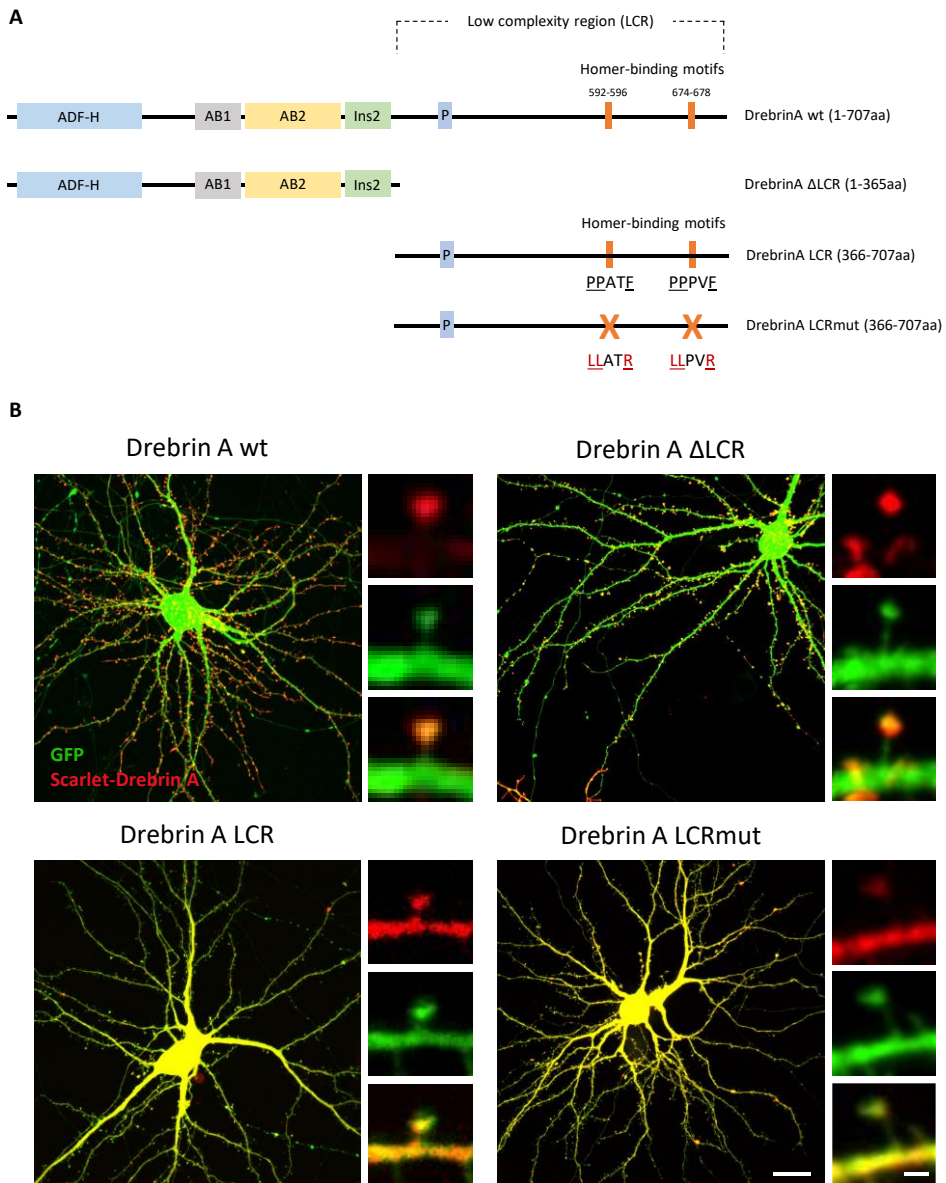 A
Low complexity region (LCR)
Homer-binding motifs
592-596 674-678
ADF-H AB1 AB2 Ins2 P DrebrinA wt (1-707aa)
ADF-H AB1 AB2 Ins2 DrebrinA ΔLCR (1-365aa)
Homer-binding motifs
P DrebrinA LCR (366-707aa)
PPATF PPPVF
P X X DrebrinA LCRmut (366-707aa)
LLATR LLPVR
B
Drebrin A wt Drebrin A ΔLCR
GFP
Scarlet-Drebrin A
Drebrin A LCR Drebrin A LCRmut